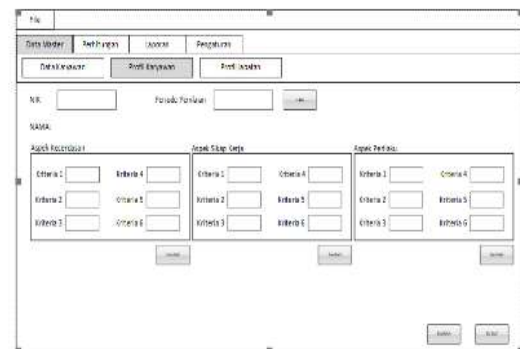 File
Data Master Perhitungan Laporan Pengaturan
Data Karyawan Profil Karyawan Profil Jabatan
NIK Periode Penilaian
NAMA:
Aspek Kecerdasan Aspek Sikap Kerja Aspek Perilaku
Kriteria 1 Kriteria 4 Kriteria 1 Kriteria 4 Kriteria 1 Kriteria 4
Kriteria 2 Kriteria 5 Kriteria 2 Kriteria 5 Kriteria 2 Kriteria 5
Kriteria 3 Kriteria 6 Kriteria 3 Kriteria 6 Kriteria 3 Kriteria 6